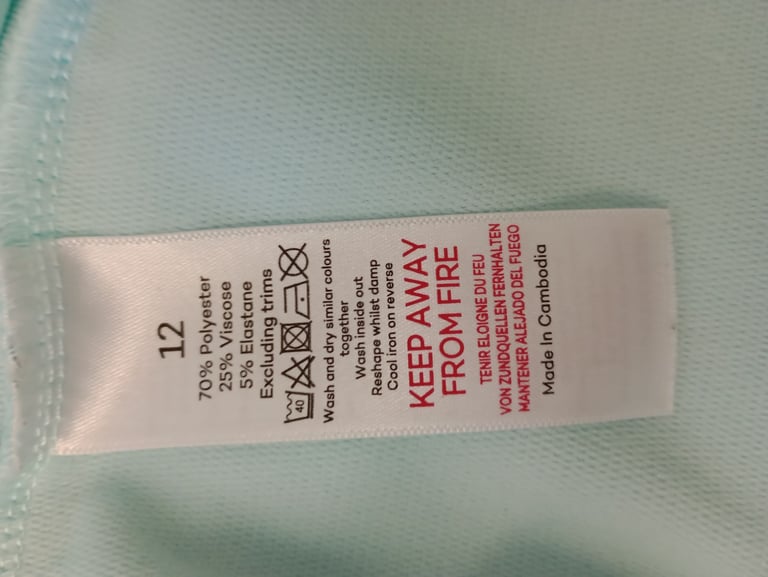 12
70% Polyester
25% Viscose
5% Elastane
Excluding trims
40
Wash and dry similar colours
together
Wash inside out
Reshape whilst damp
Cool iron on reverse
KEEP AWAY
FROM FIRE
TENIR ELOIGNE DU FEU
VON ZUNDQUELLEN FERNHALTEN
MANTENER ALEJADO DEL FUEGO
Made In Cambodia